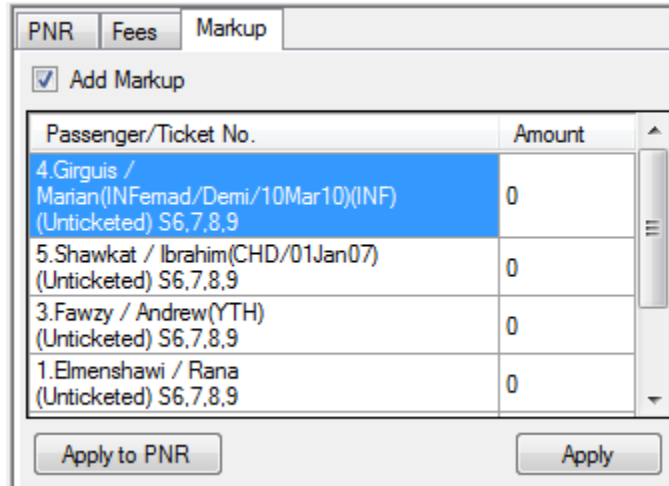 PNR Fees Markup
Add Markup
Passenger/Ticket No. Amount
4.Girguis /
Marian(INFemad/Demi/10Mar10)(INF)
(Unticketed) S6,7,8,9
0
5.Shawkat / Ibrahim(CHD/01Jan07)
(Unticketed) S6,7,8,9
0
3.Fawzy / Andrew(YTH)
(Unticketed) S6,7,8,9
0
1.Elmenshawi / Rana
(Unticketed) S6,7,8,9
0
Apply to PNR Apply